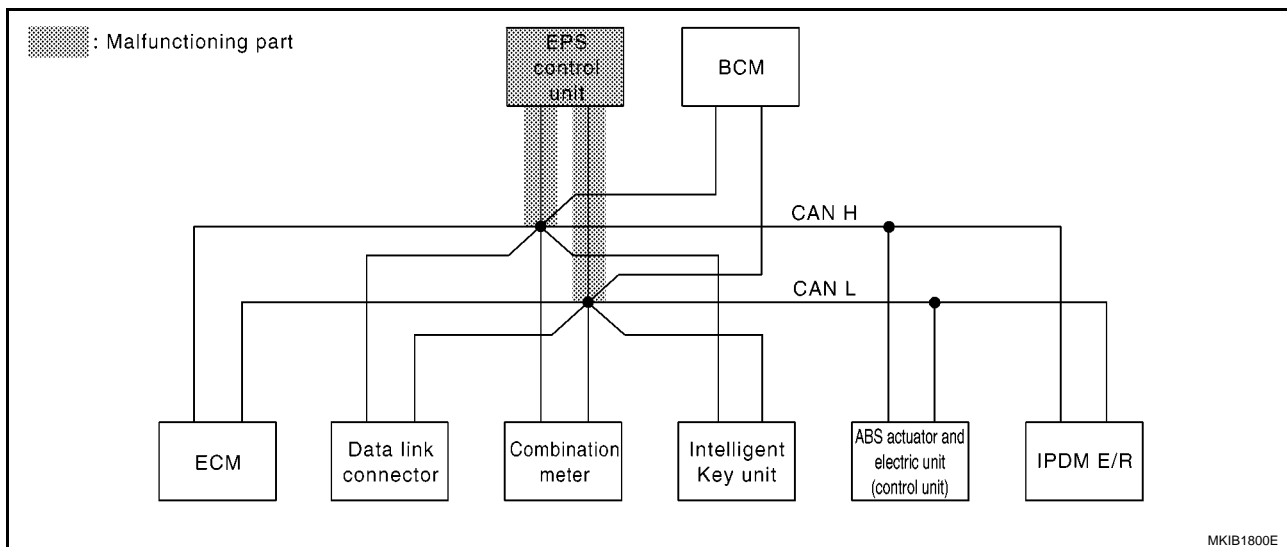 : Malfunctioning part
EPS
control
unit
BCM
CAN H
CAN L
ECM
Data link
connector
Combination
meter
Intelligent
Key unit
ABS actuator and
electric unit
(control unit)
IPDM E/R
MKIB1800E